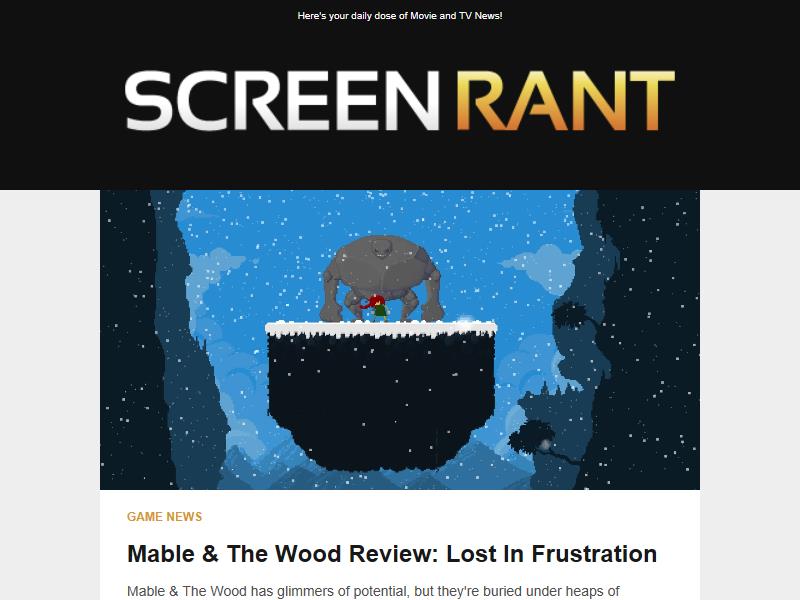 Here's your daily dose of Movie and TV News!
SCREEN RANT
GAME NEWS
Mable & The Wood Review: Lost In Frustration
Mable & The Wood has glimmers of potential, but they're buried under heaps of